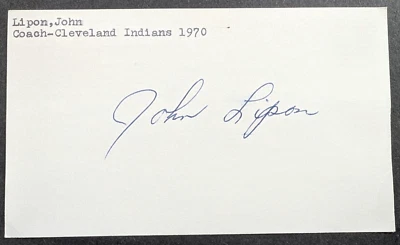 Lipon,John
Coach-Cleveland Indians 1970
John Lipon